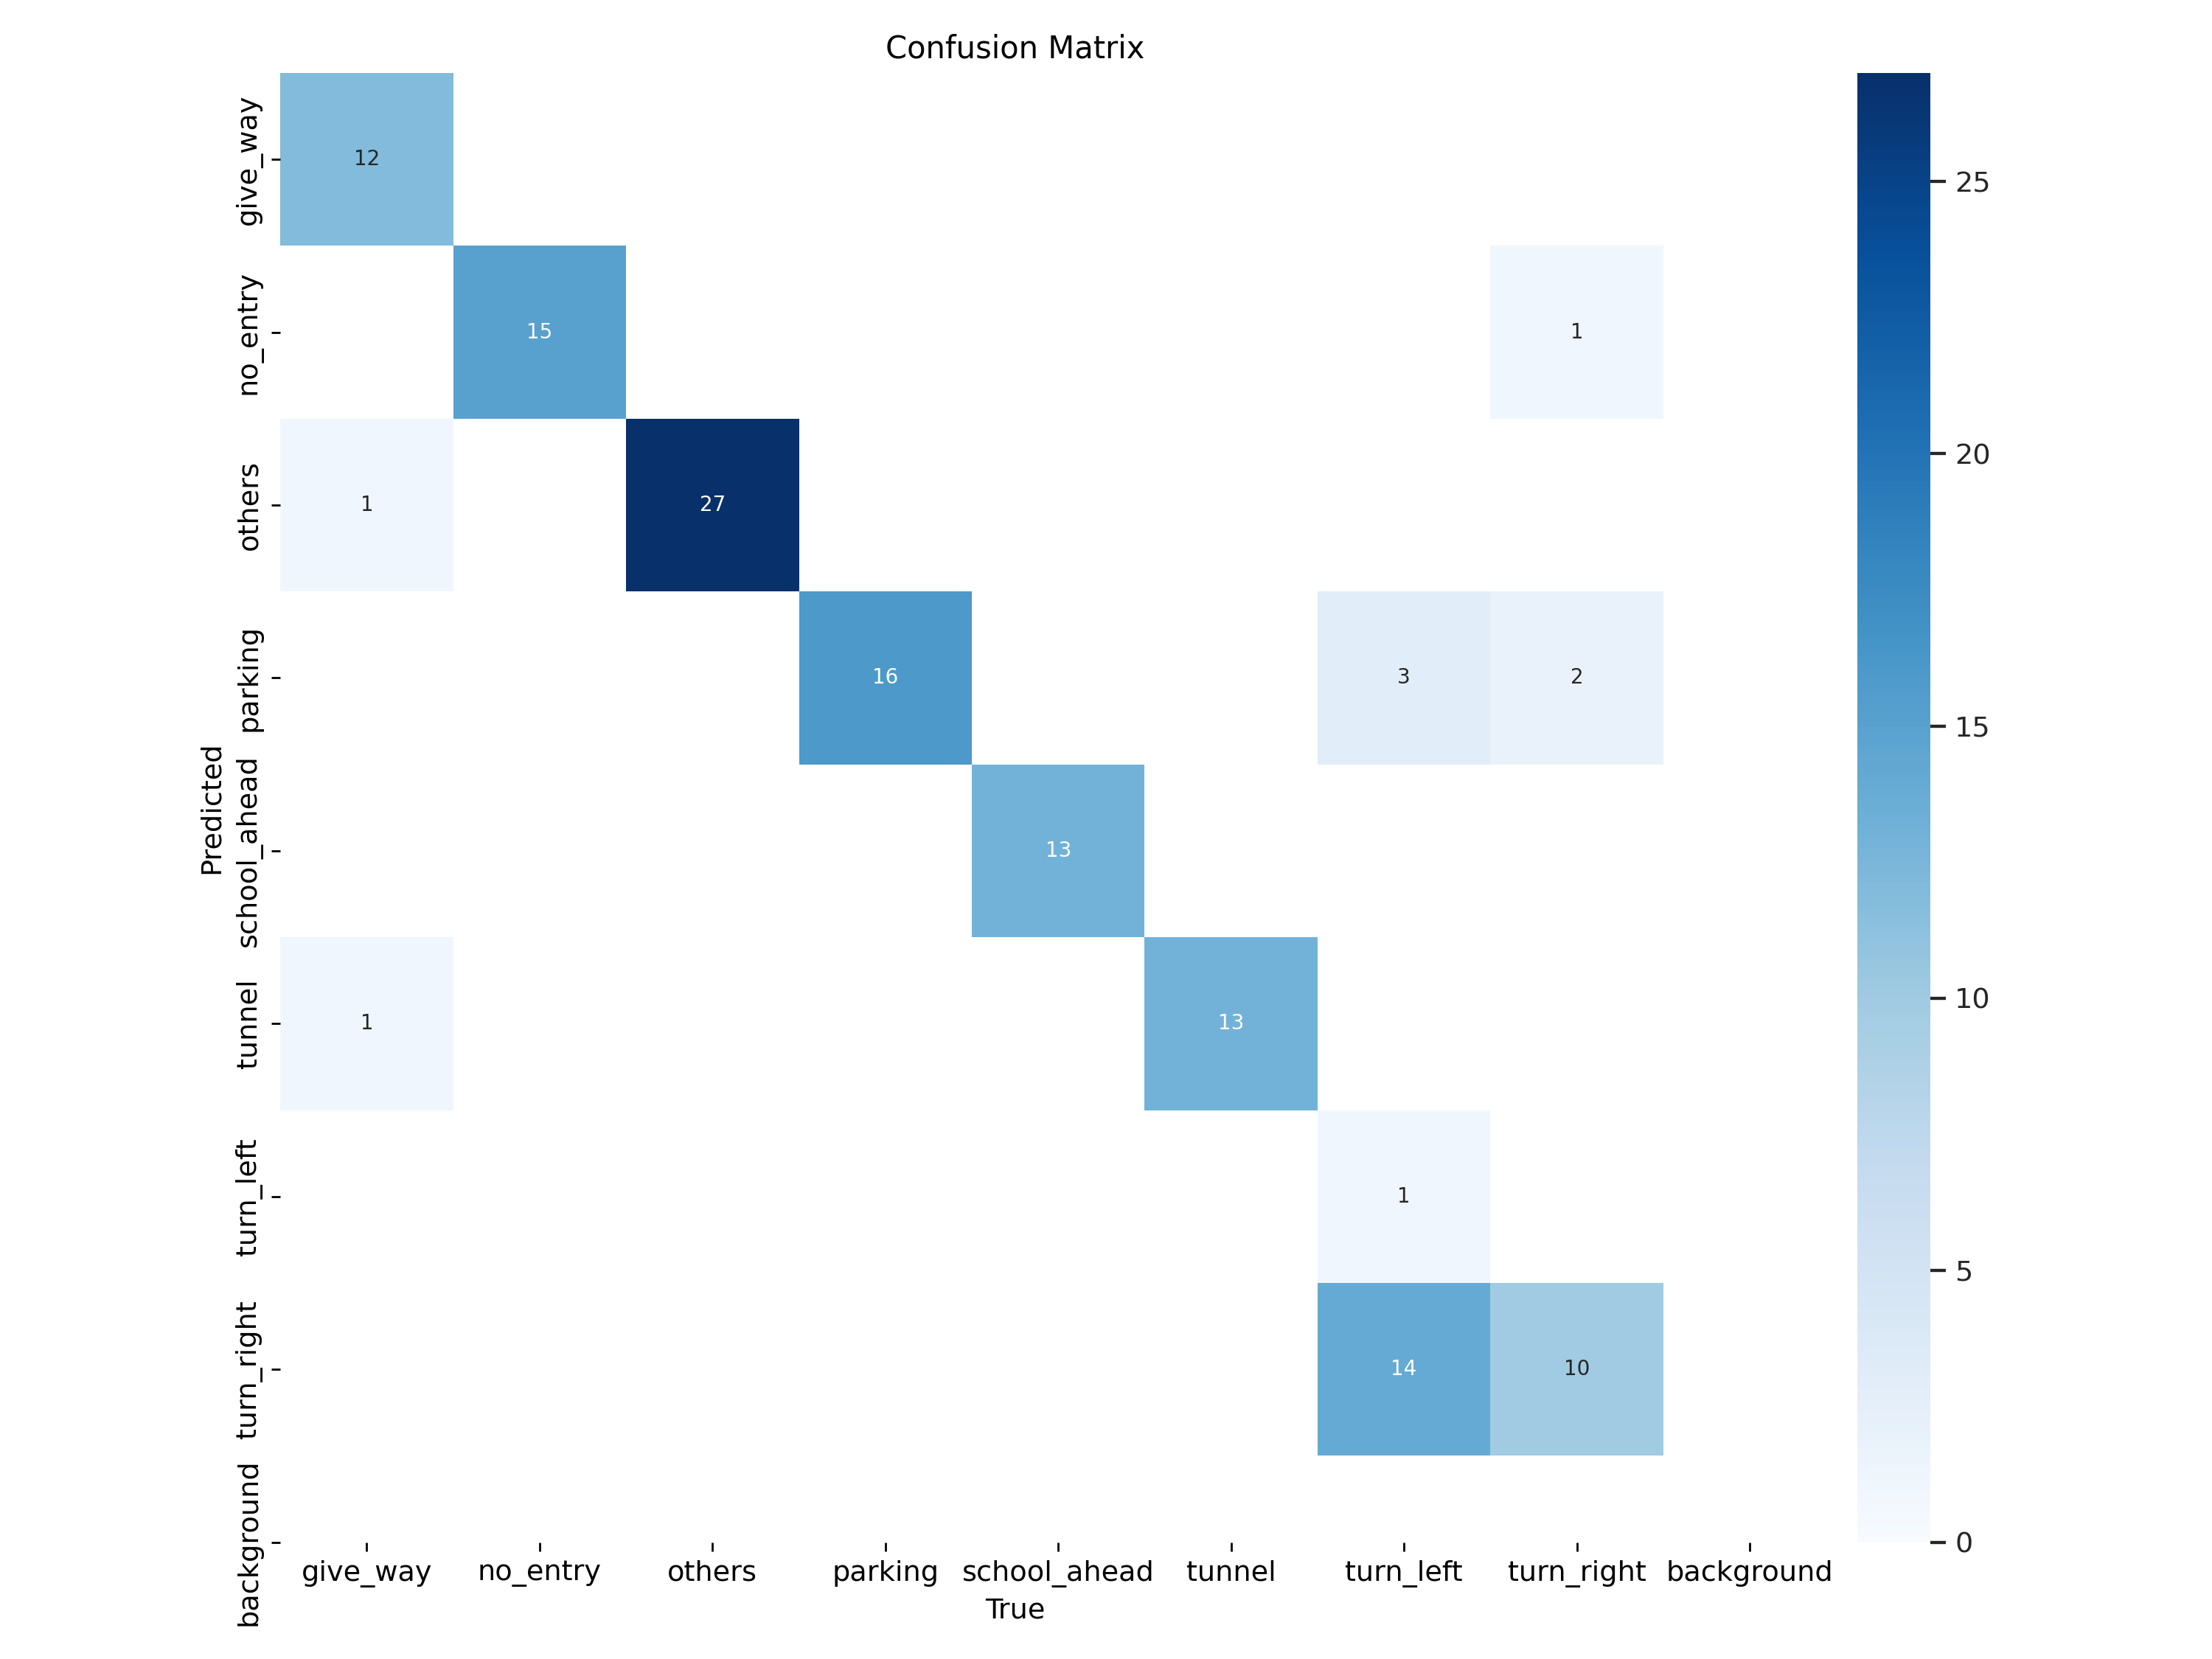 Confusion Matrix
give_way
12
no_entry
15
1
others
1
27
parking
16
3
2
school_ahead
13
tunnel
1
13
turn_left
1
turn_right
14
10
background
Predicted
give_way
no_entry
others
parking
school_ahead
tunnel
turn_left
turn_right
background
True
25
20
15
10
5
0